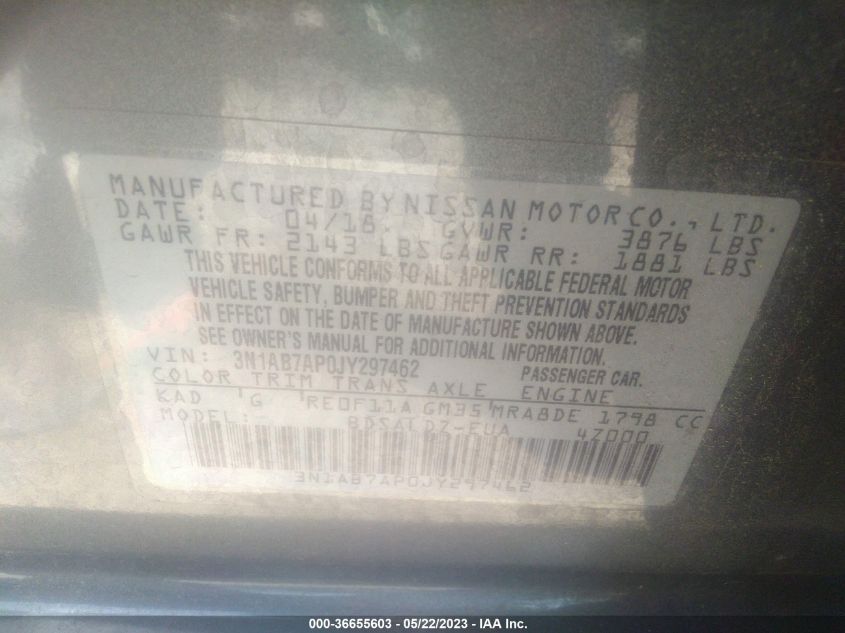 MANUFACTURED BY NISSAN MOTOR CO., LTD.
DATE: 04/18 GVWR: 3876 LBS
GAWR FR: 2143 LBS GAWR RR: 1881 LBS
THIS VEHICLE CONFORMS TO ALL APPLICABLE FEDERAL MOTOR
VEHICLE SAFETY, BUMPER AND THEFT PREVENTION STANDARDS
IN EFFECT ON THE DATE OF MANUFACTURE SHOWN ABOVE.
SEE OWNER'S MANUAL FOR ADDITIONAL INFORMATION.
VIN: 3N1AB7AP0JY297462 PASSENGER CAR.
COLOR TRIM TRANS AXLE ENGINE
KAD G RE0F11A GM35 MRA8DE 1798 CC
MODEL: 47000
3N1AB7AP0JY297462
000-36655603 - 05/22/2023 - IAA Inc.